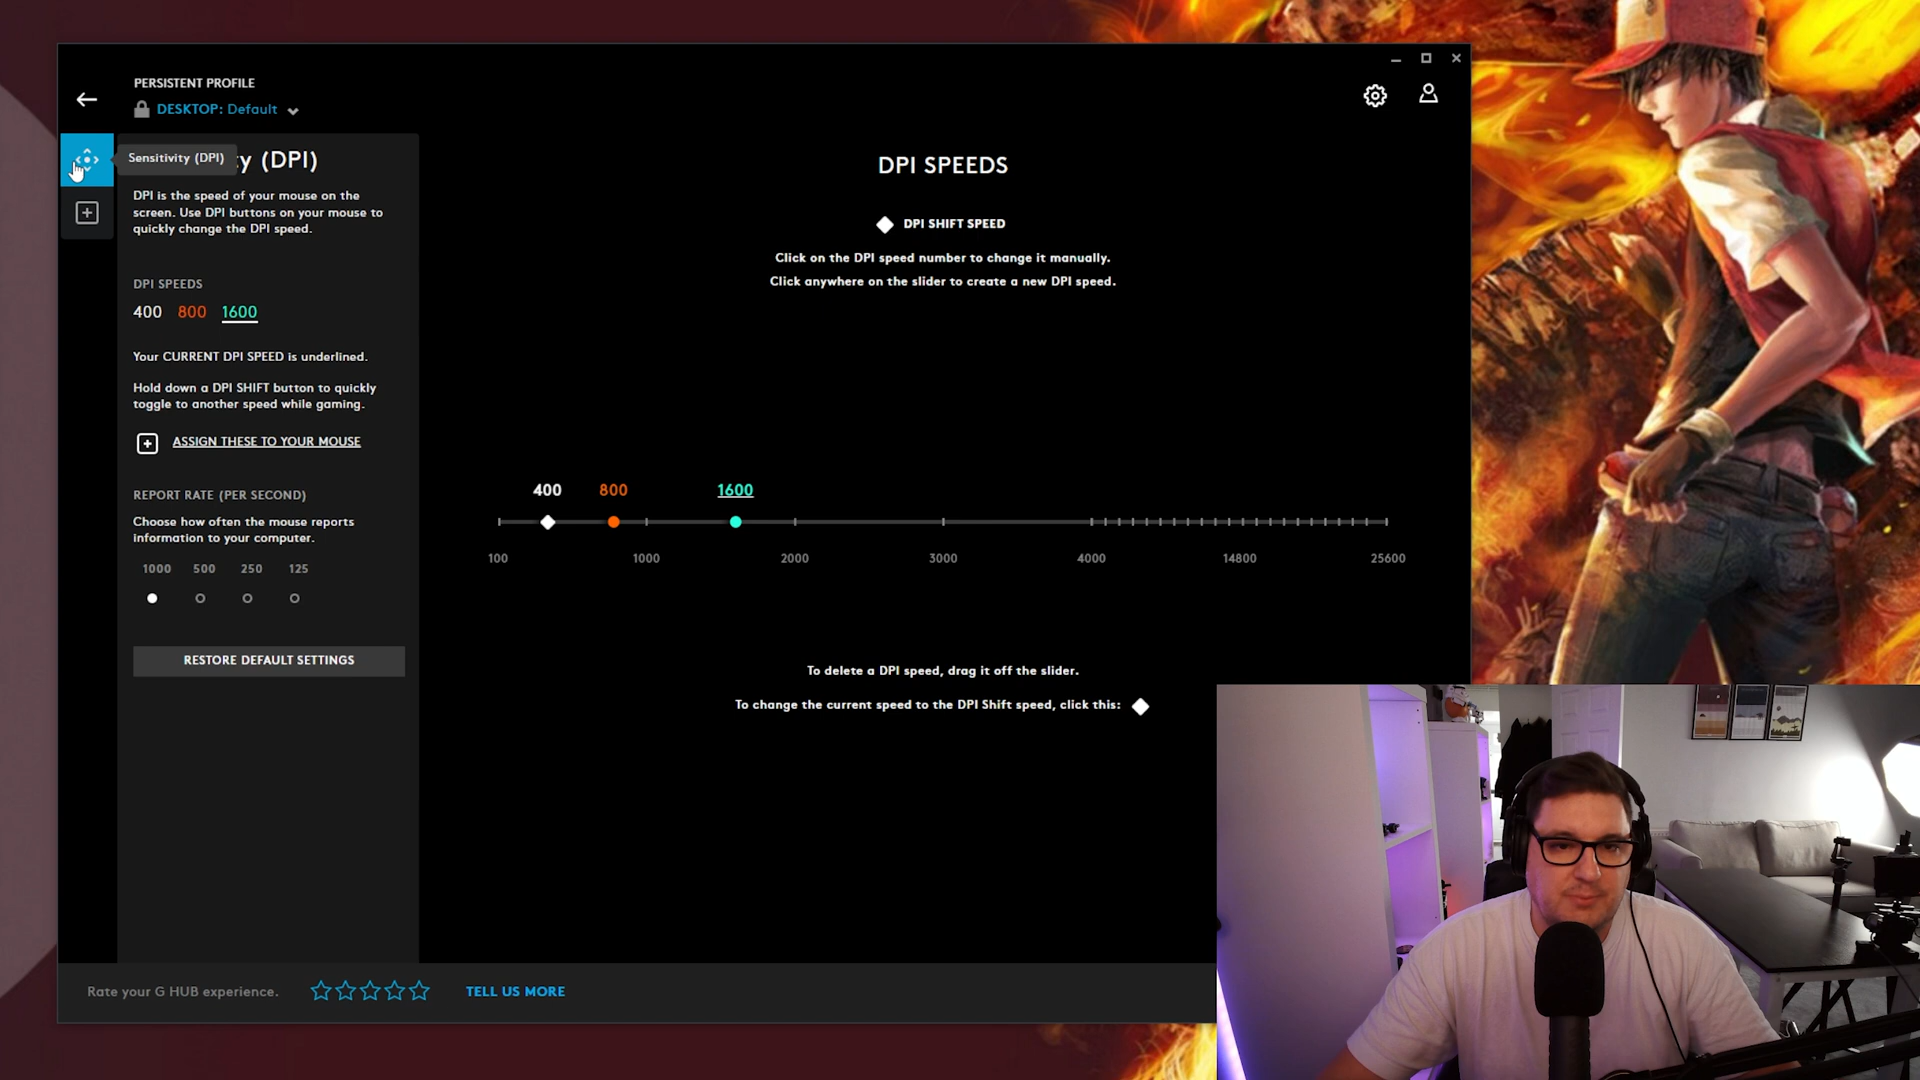 PERSISTENT PROFILE
DESKTOP: Default
Sensitivity (DPI)
y (DPI)
DPI is the speed of your mouse on the
screen. Use DPI buttons on your mouse to
quickly change the DPI speed.
DPI SPEEDS
400 800 1600
Your CURRENT DPI SPEED is underlined.
Hold down a DPI SHIFT button to quickly
toggle to another speed while gaming.
ASSIGN THESE TO YOUR MOUSE
REPORT RATE (PER SECOND)
Choose how often the mouse reports
information to your computer.
1000 500 250 125
RESTORE DEFAULT SETTINGS
DPI SPEEDS
DPI SHIFT SPEED
Click on the DPI speed number to change it manually.
Click anywhere on the slider to create a new DPI speed.
400 800 1600
100 1000 2000 3000 4000 14800 25600
To delete a DPI speed, drag it off the slider.
To change the current speed to the DPI Shift speed, click this:
Rate your G HUB experience.
TELL US MORE